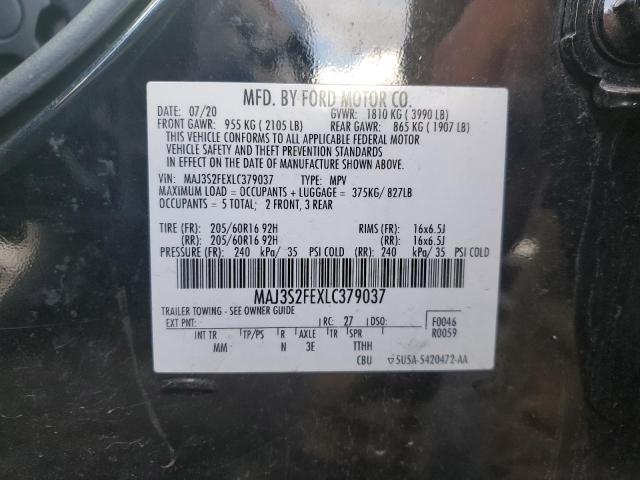 MFD. BY FORD MOTOR CO.
DATE: 07/20 GVWR: 1810 KG ( 3990 LB)
FRONT GAWR: 955 KG ( 2105 LB) REAR GAWR: 865 KG ( 1907 LB)
THIS VEHICLE CONFORMS TO ALL APPLICABLE FEDERAL MOTOR
VEHICLE SAFETY AND THEFT PREVENTION STANDARDS
IN EFFECT ON THE DATE OF MANUFACTURE SHOWN ABOVE.
VIN: MAJ3S2FEXLC379037 TYPE: MPV
MAXIMUM LOAD = OCCUPANTS + LUGGAGE = 375KG/ 827LB
OCCUPANTS = 5 TOTAL; 2 FRONT, 3 REAR
TIRE (FR): 205/60R16 92H RIMS (FR): 16x6.5J
(RR): 205/60R16 92H (RR): 16x6.5J
PRESSURE (FR): 240 kPa/ 35 PSI COLD (RR): 240 kPa/ 35 PSI COLD
MAJ3S2FEXLC379037
TRAILER TOWING - SEE OWNER GUIDE
EXT PNT: RC: 27 DSO: F0046
INT TR TP/PS R AXLE TR SPR R0059
MM N 3E TTHH
CBU 5U5A-5420472-AA